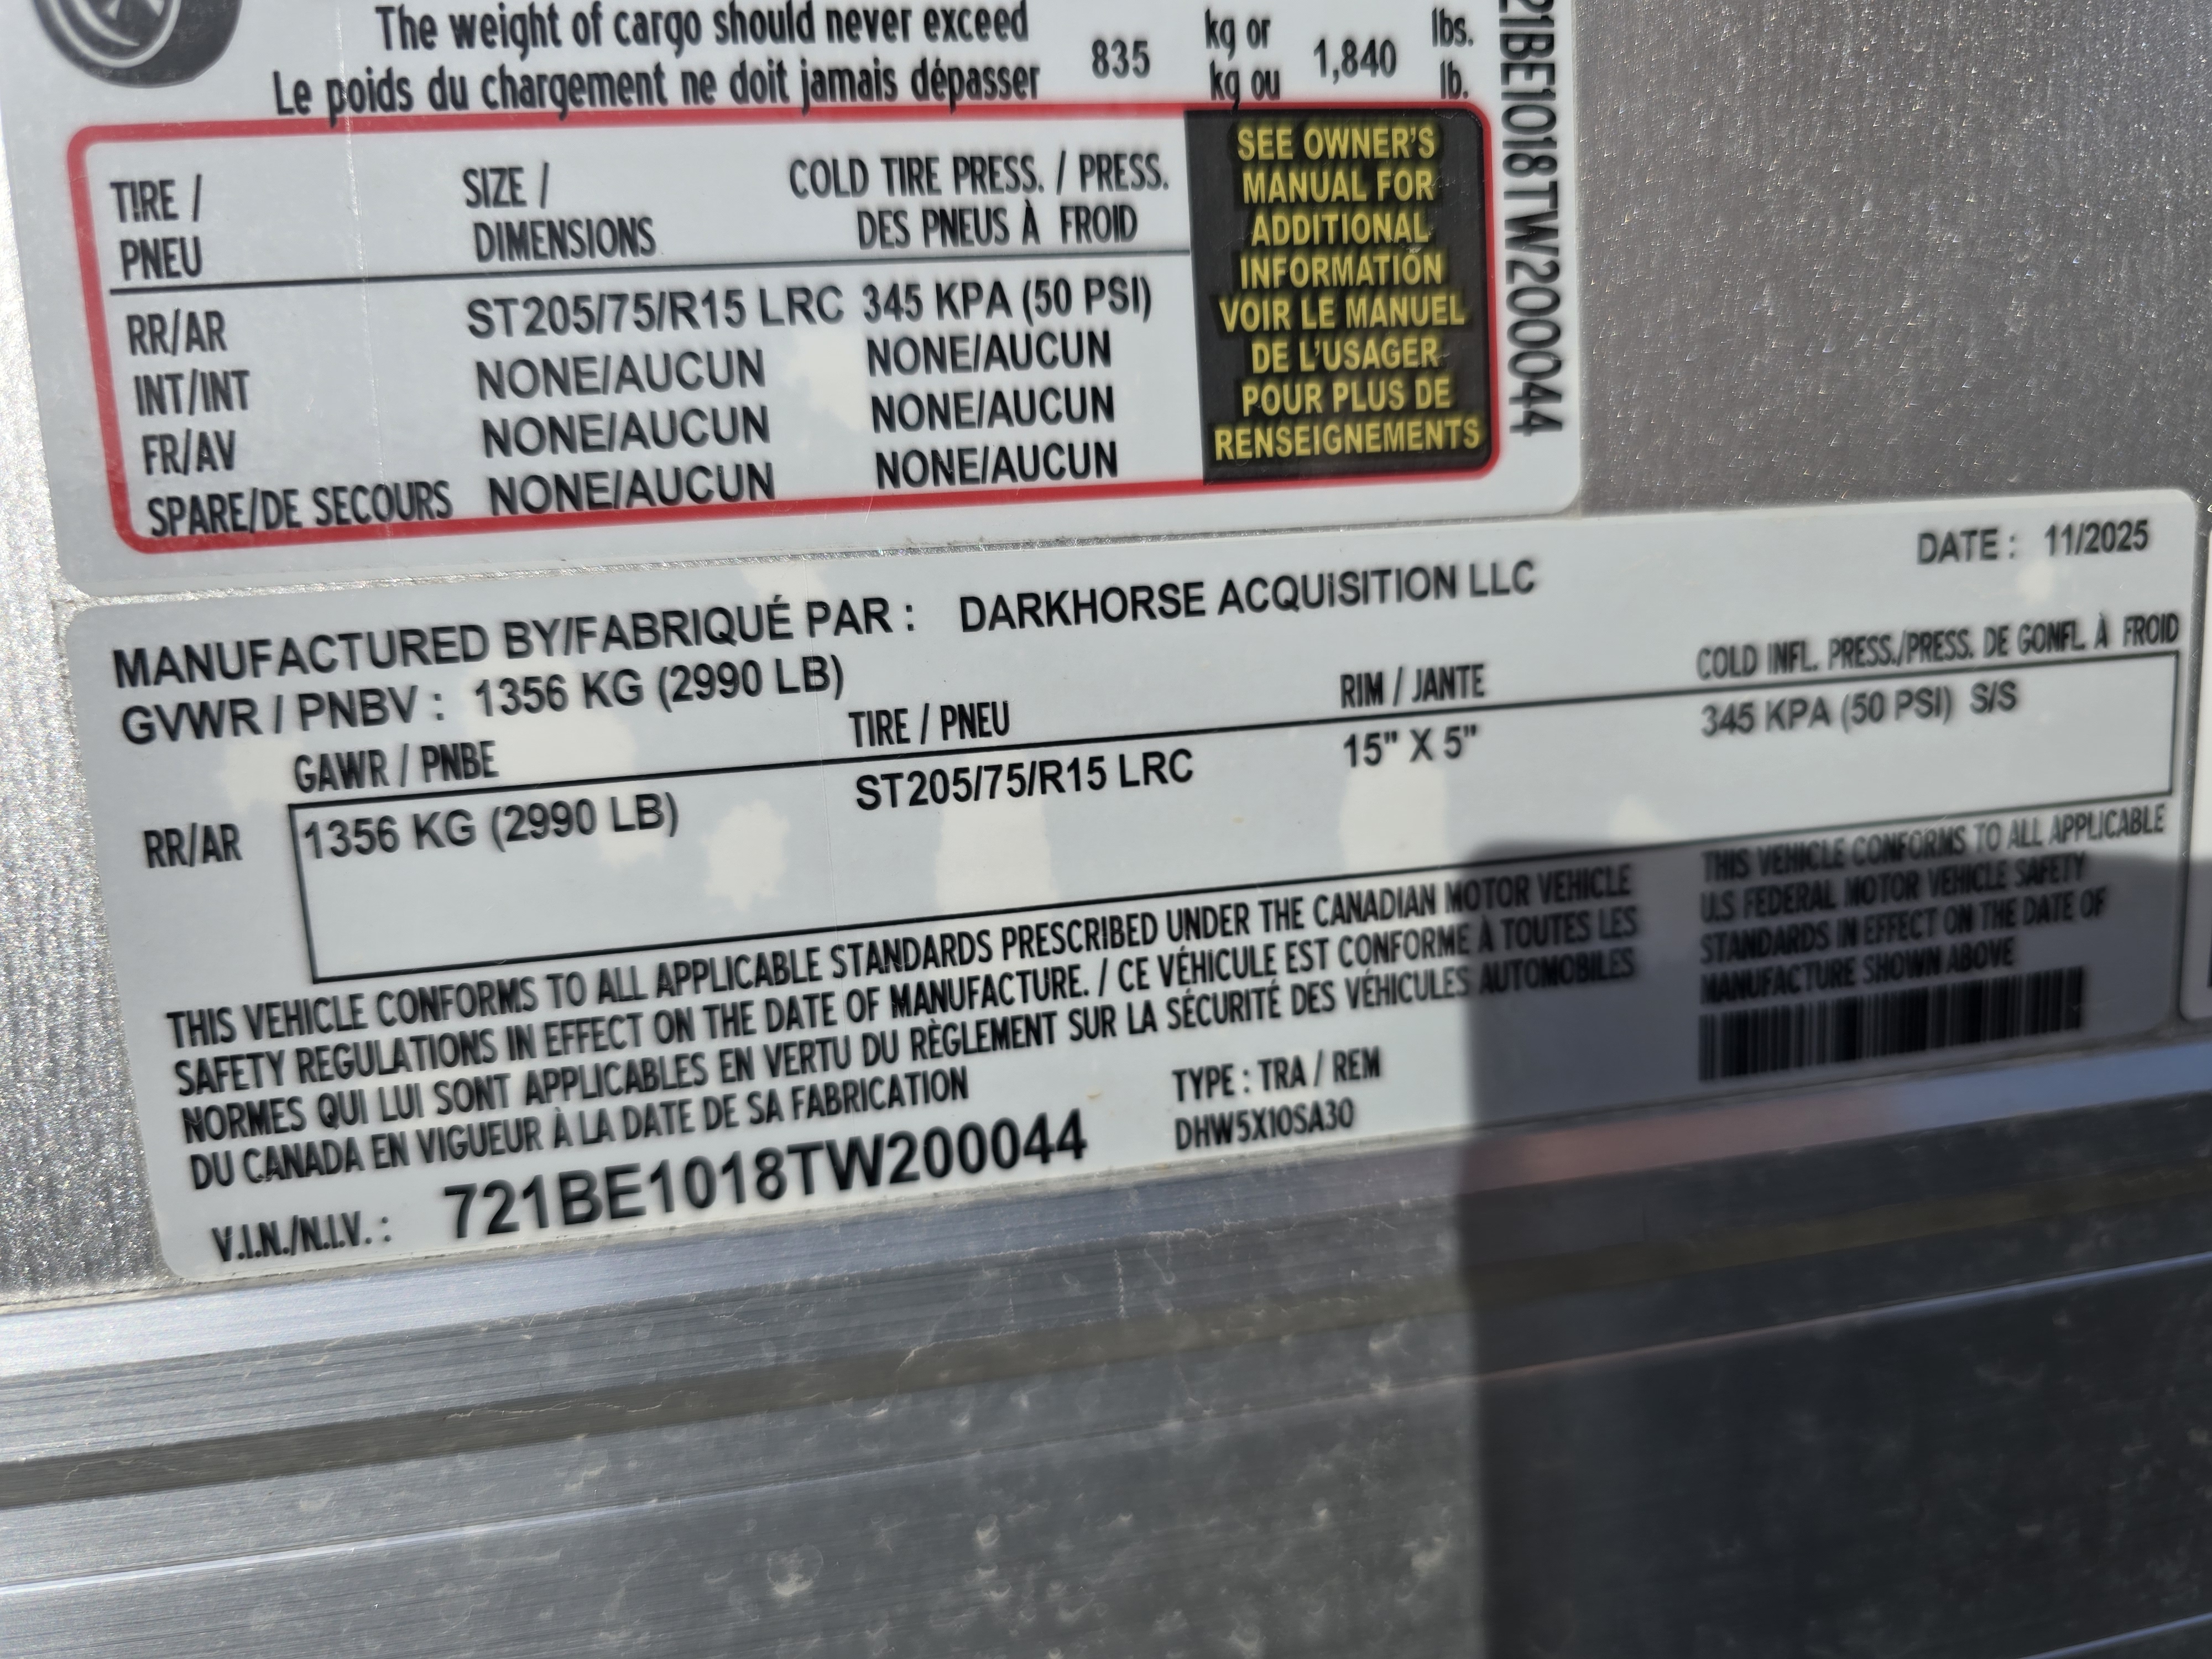 The weight of cargo should never exceed 835 kg or 1,840 lbs.
Le poids du chargement ne doit jamais dépasser kg ou lb.
TIRE / SIZE / COLD TIRE PRESS. / PRESS.
PNEU DIMENSIONS DES PNEUS À FROID
RR/AR ST205/75/R15 LRC 345 KPA (50 PSI)
INT/INT NONE/AUCUN NONE/AUCUN
FR/AV NONE/AUCUN NONE/AUCUN
SPARE/DE SECOURS NONE/AUCUN NONE/AUCUN
SEE OWNER'S
MANUAL FOR
ADDITIONAL
INFORMATION
VOIR LE MANUEL
DE L'USAGER
POUR PLUS DE
RENSEIGNEMENTS
21BE1018TW200044
DATE : 11/2025
MANUFACTURED BY/FABRIQUÉ PAR : DARKHORSE ACQUISITION LLC
GVWR / PNBV : 1356 KG (2990 LB)
GAWR / PNBE TIRE / PNEU RIM / JANTE COLD INFL. PRESS./PRESS. DE GONFL. À FROID
RR/AR 1356 KG (2990 LB) ST205/75/R15 LRC 15" X 5" 345 KPA (50 PSI) S/S
THIS VEHICLE CONFORMS TO ALL APPLICABLE STANDARDS PRESCRIBED UNDER THE CANADIAN MOTOR VEHICLE
SAFETY REGULATIONS IN EFFECT ON THE DATE OF MANUFACTURE. / CE VÉHICULE EST CONFORME À TOUTES LES
NORMES QUI LUI SONT APPLICABLES EN VERTU DU RÈGLEMENT SUR LA SÉCURITÉ DES VÉHICULES AUTOMOBILES
DU CANADA EN VIGUEUR À LA DATE DE SA FABRICATION
THIS VEHICLE CONFORMS TO ALL APPLICABLE
U.S FEDERAL MOTOR VEHICLE SAFETY
STANDARDS IN EFFECT ON THE DATE OF
MANUFACTURE SHOWN ABOVE
TYPE : TRA / REM
DHW5X10SA30
V.I.N./N.I.V. : 721BE1018TW200044